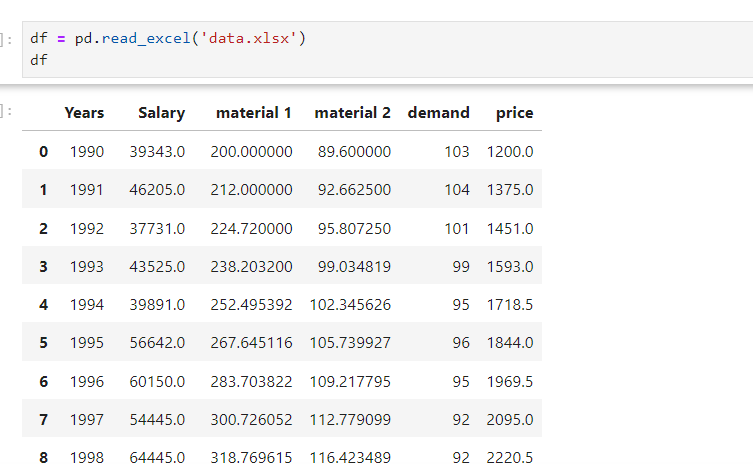 ]: df = pd.read_excel('data.xlsx')
df
]: Years Salary material 1 material 2 demand price
0 1990 39343.0 200.000000 89.600000 103 1200.0
1 1991 46205.0 212.000000 92.662500 104 1375.0
2 1992 37731.0 224.720000 95.807250 101 1451.0
3 1993 43525.0 238.203200 99.034819 99 1593.0
4 1994 39891.0 252.495392 102.345626 95 1718.5
5 1995 56642.0 267.645116 105.739927 96 1844.0
6 1996 60150.0 283.703822 109.217795 95 1969.5
7 1997 54445.0 300.726052 112.779099 92 2095.0
8 1998 64445.0 318.769615 116.423489 92 2220.5